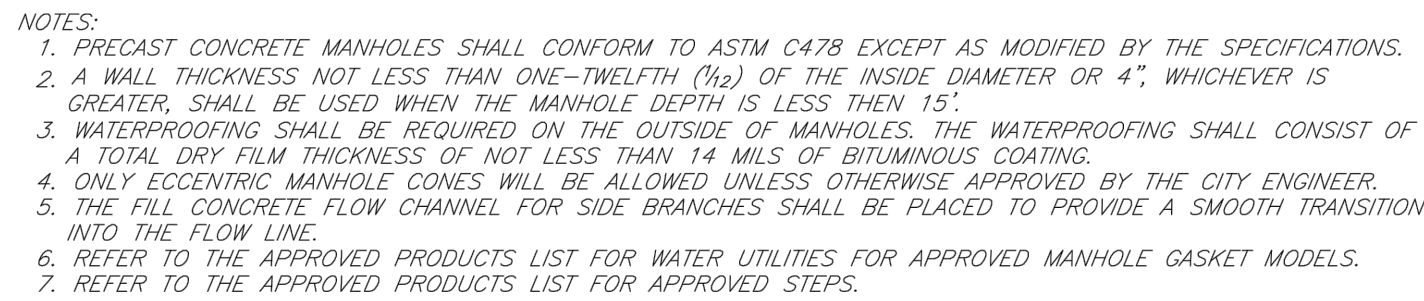 NOTES:
1. PRECAST CONCRETE MANHOLES SHALL CONFORM TO ASTM C478 EXCEPT AS MODIFIED BY THE SPECIFICATIONS.
2. A WALL THICKNESS NOT LESS THAN ONE-TWELFTH (1/12) OF THE INSIDE DIAMETER OR 4", WHICHEVER IS
GREATER, SHALL BE USED WHEN THE MANHOLE DEPTH IS LESS THEN 15'.
3. WATERPROOFING SHALL BE REQUIRED ON THE OUTSIDE OF MANHOLES. THE WATERPROOFING SHALL CONSIST OF
A TOTAL DRY FILM THICKNESS OF NOT LESS THAN 14 MILS OF BITUMINOUS COATING.
4. ONLY ECCENTRIC MANHOLE CONES WILL BE ALLOWED UNLESS OTHERWISE APPROVED BY THE CITY ENGINEER.
5. THE FILL CONCRETE FLOW CHANNEL FOR SIDE BRANCHES SHALL BE PLACED TO PROVIDE A SMOOTH TRANSITION
INTO THE FLOW LINE.
6. REFER TO THE APPROVED PRODUCTS LIST FOR WATER UTILITIES FOR APPROVED MANHOLE GASKET MODELS.
7. REFER TO THE APPROVED PRODUCTS LIST FOR APPROVED STEPS.